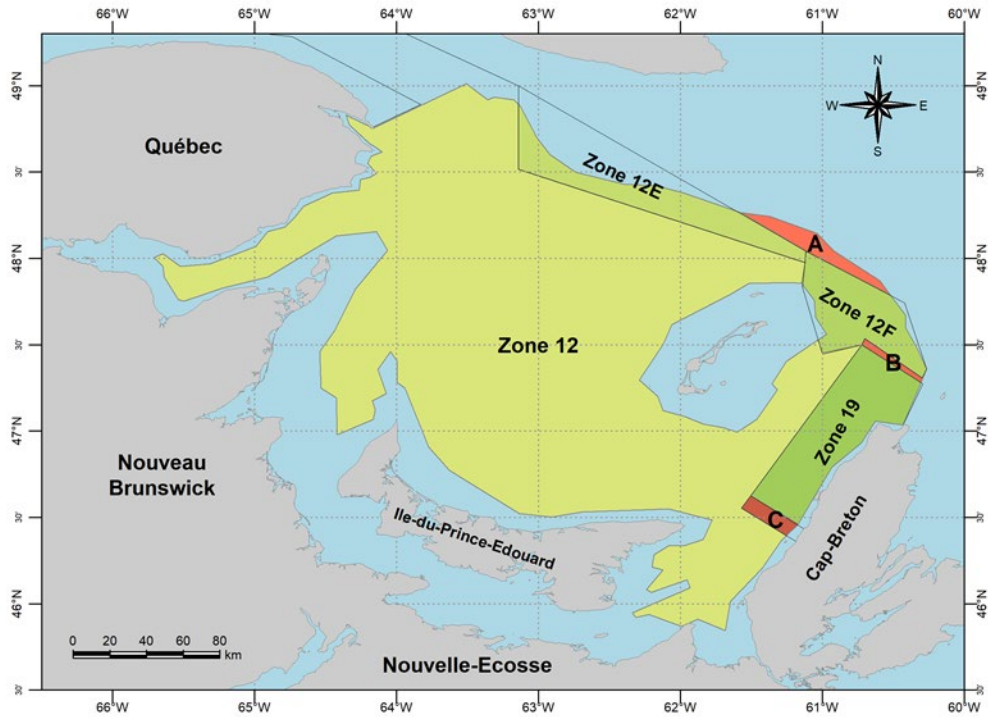 66°W 65°W 64°W 63°W 62°W 61°W 60°W
49°N 49°N
N
W E
S
Québec
30' 30'
Zone 12E
48°N 48°N
A
Zone 12F
30' Zone 12 30'
B
47°N 47°N
Zone 19
Nouveau
Brunswick
30' 30'
C
Ile-du-Prince-Edouard
Cap-Breton
46°N 46°N
0 20 40 60 80
km
Nouvelle-Ecosse
30' 30'
66°W 65°W 64°W 63°W 62°W 61°W 60°W